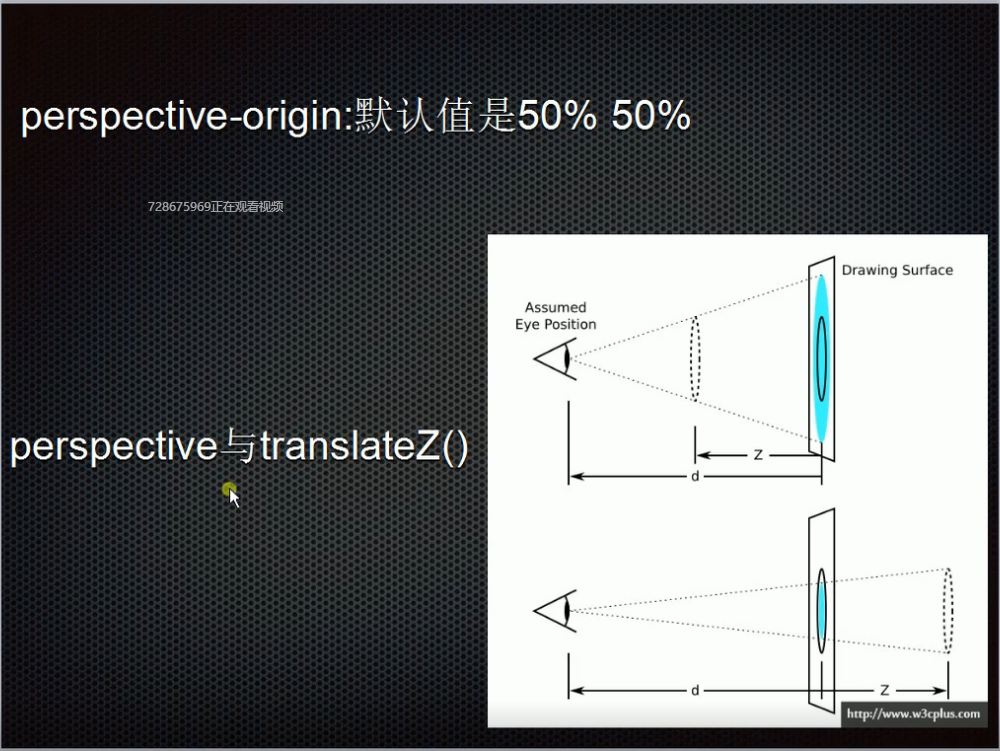 perspective-origin:默认值是50% 50%
728675969正在观看视频
Drawing Surface
Assumed
Eye Position
perspective与translateZ()
Z
d
d
Z
http://www.w3cplus.com